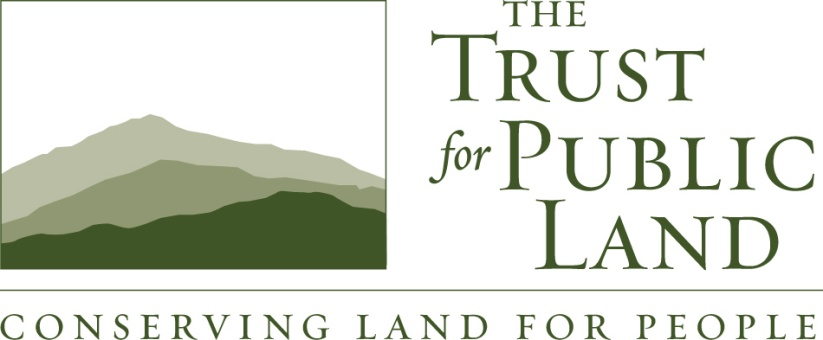 THE
TRUST
for PUBLIC
LAND
CONSERVING LAND FOR PEOPLE